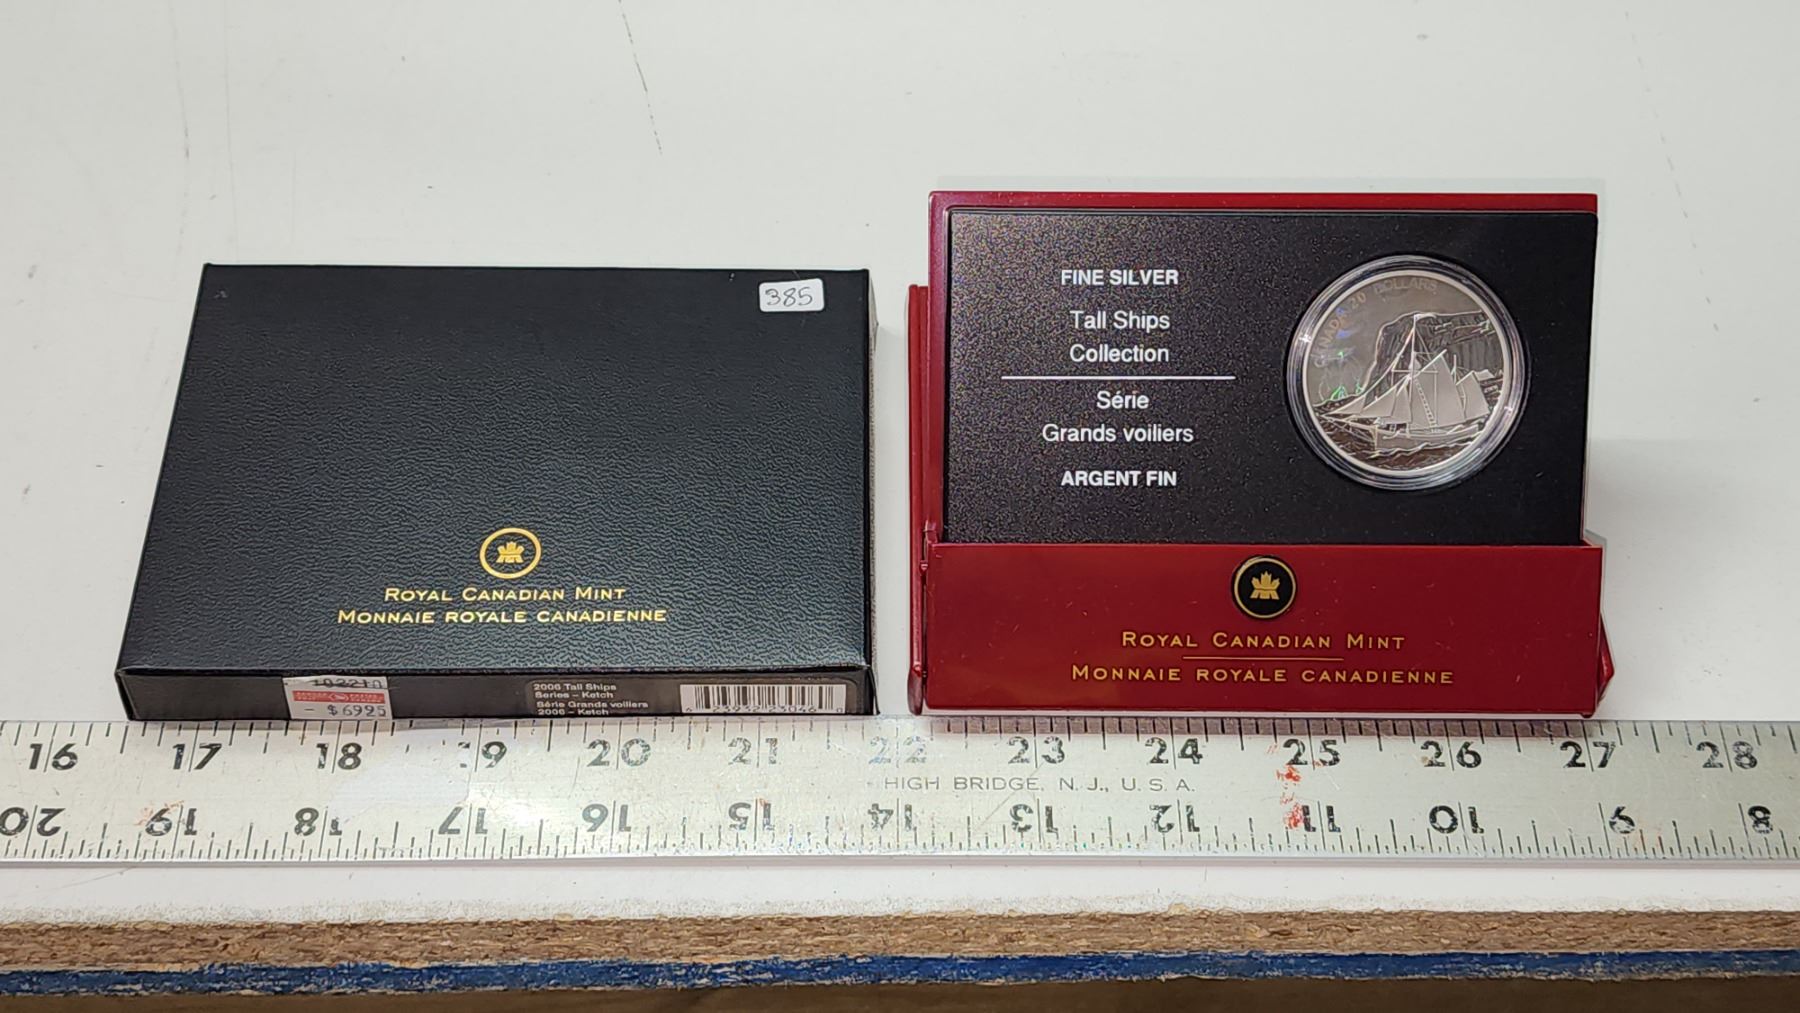 385
ROYAL CANADIAN MINT
MONNAIE ROYALE CANADIENNE
102210
- $6995
2006 Tall Ships
Series – Ketch
Série Grands voiliers
2006 – Ketch
FINE SILVER
Tall Ships
Collection
Série
Grands voiliers
ARGENT FIN
CANADA 20 DOLLARS
ROYAL CANADIAN MINT
MONNAIE ROYALE CANADIENNE
16 17 18 19 20 21 22 23 24 25 26 27 28
HIGH BRIDGE, N. J., U. S. A.
20 19 18 17 16 15 14 13 12 11 10 9 8